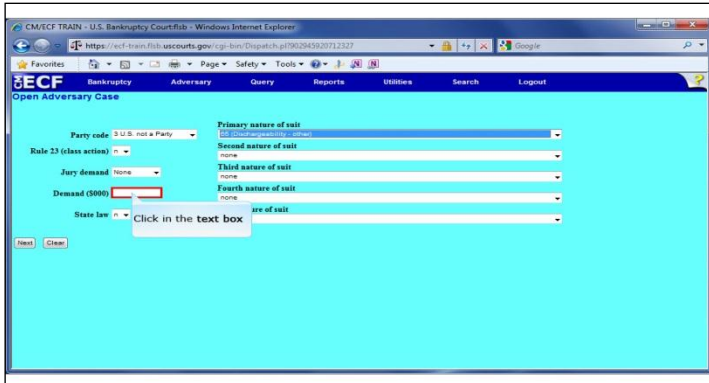 CM/ECF TRAIN - U.S. Bankruptcy Court:flsb - Windows Internet Explorer
https://ecf-train.flsb.uscourts.gov/cgi-bin/Dispatch.pl?902945920712327
Google
Favorites Page Safety Tools
ECF Bankruptcy Adversary Query Reports Utilities Search Logout ?
Open Adversary Case
Primary nature of suit
Party code 3 U.S. not a Party 65 (Dischargeability - other)
Second nature of suit
Rule 23 (class action) n none
Third nature of suit
Jury demand None none
Fourth nature of suit
Demand ($000) none
ure of suit
State law n
Click in the text box
Next Clear